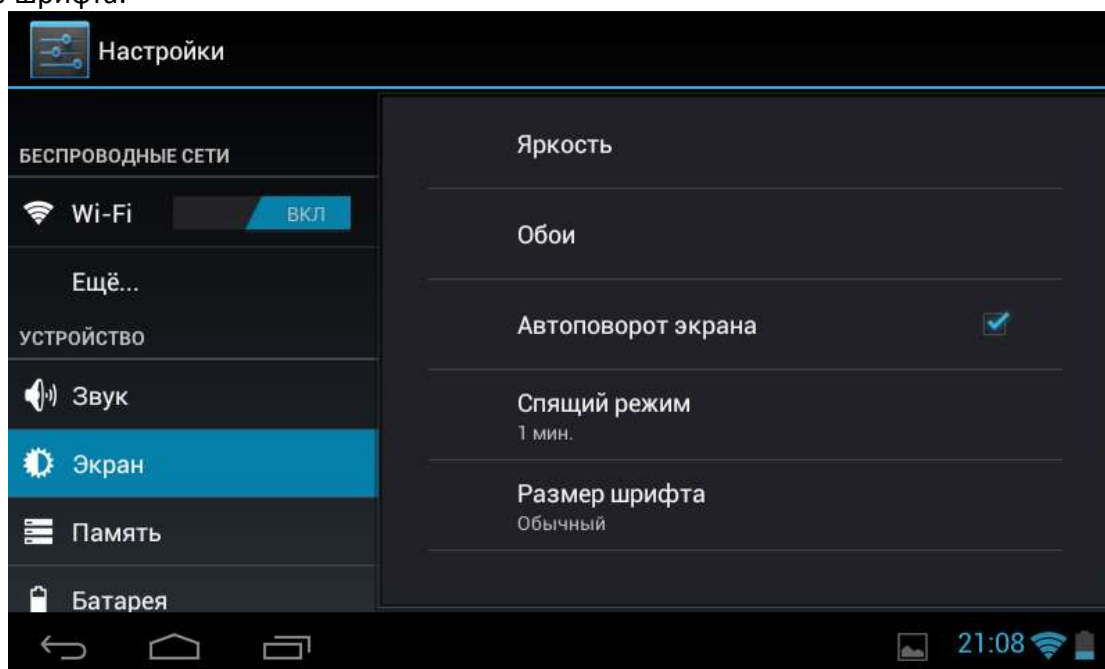 шрифта.
Настройки
БЕСПРОВОДНЫЕ СЕТИ
Wi-Fi ВКЛ
Ещё...
УСТРОЙСТВО
Звук
Экран
Память
Батарея
Яркость
Обои
Автоповорот экрана
Спящий режим
1 мин.
Размер шрифта
Обычный
21:08